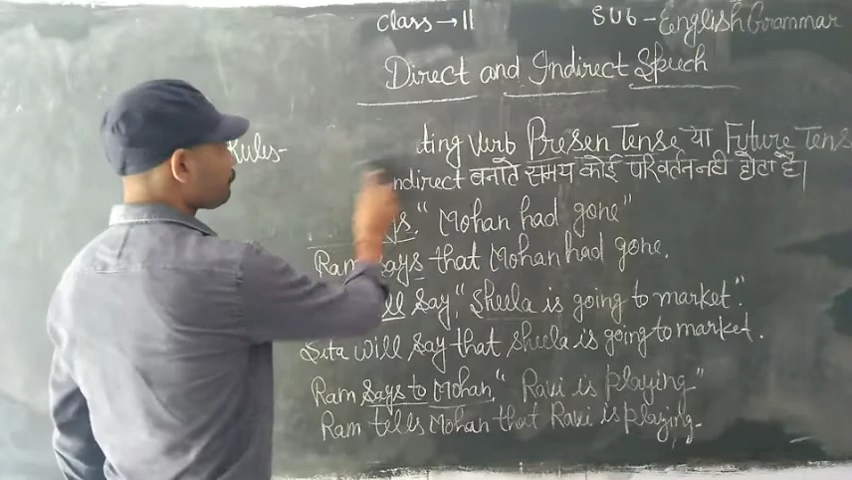 Class → 11 SUB - English Grammar
Direct and Indirect Speech
Rules- ting Verb Presen Tense या Future Tens
ndirect बनाते समय कोई परिवर्तन नही होता है।
"Mohan had gone"
Ram says that Mohan had gone.
say, "Sheela is going to market".
Sita will say that sheela is going to market.
Ram says to Mohan, "Ravi is playing"
Ram tells Mohan that Ravi is playing.